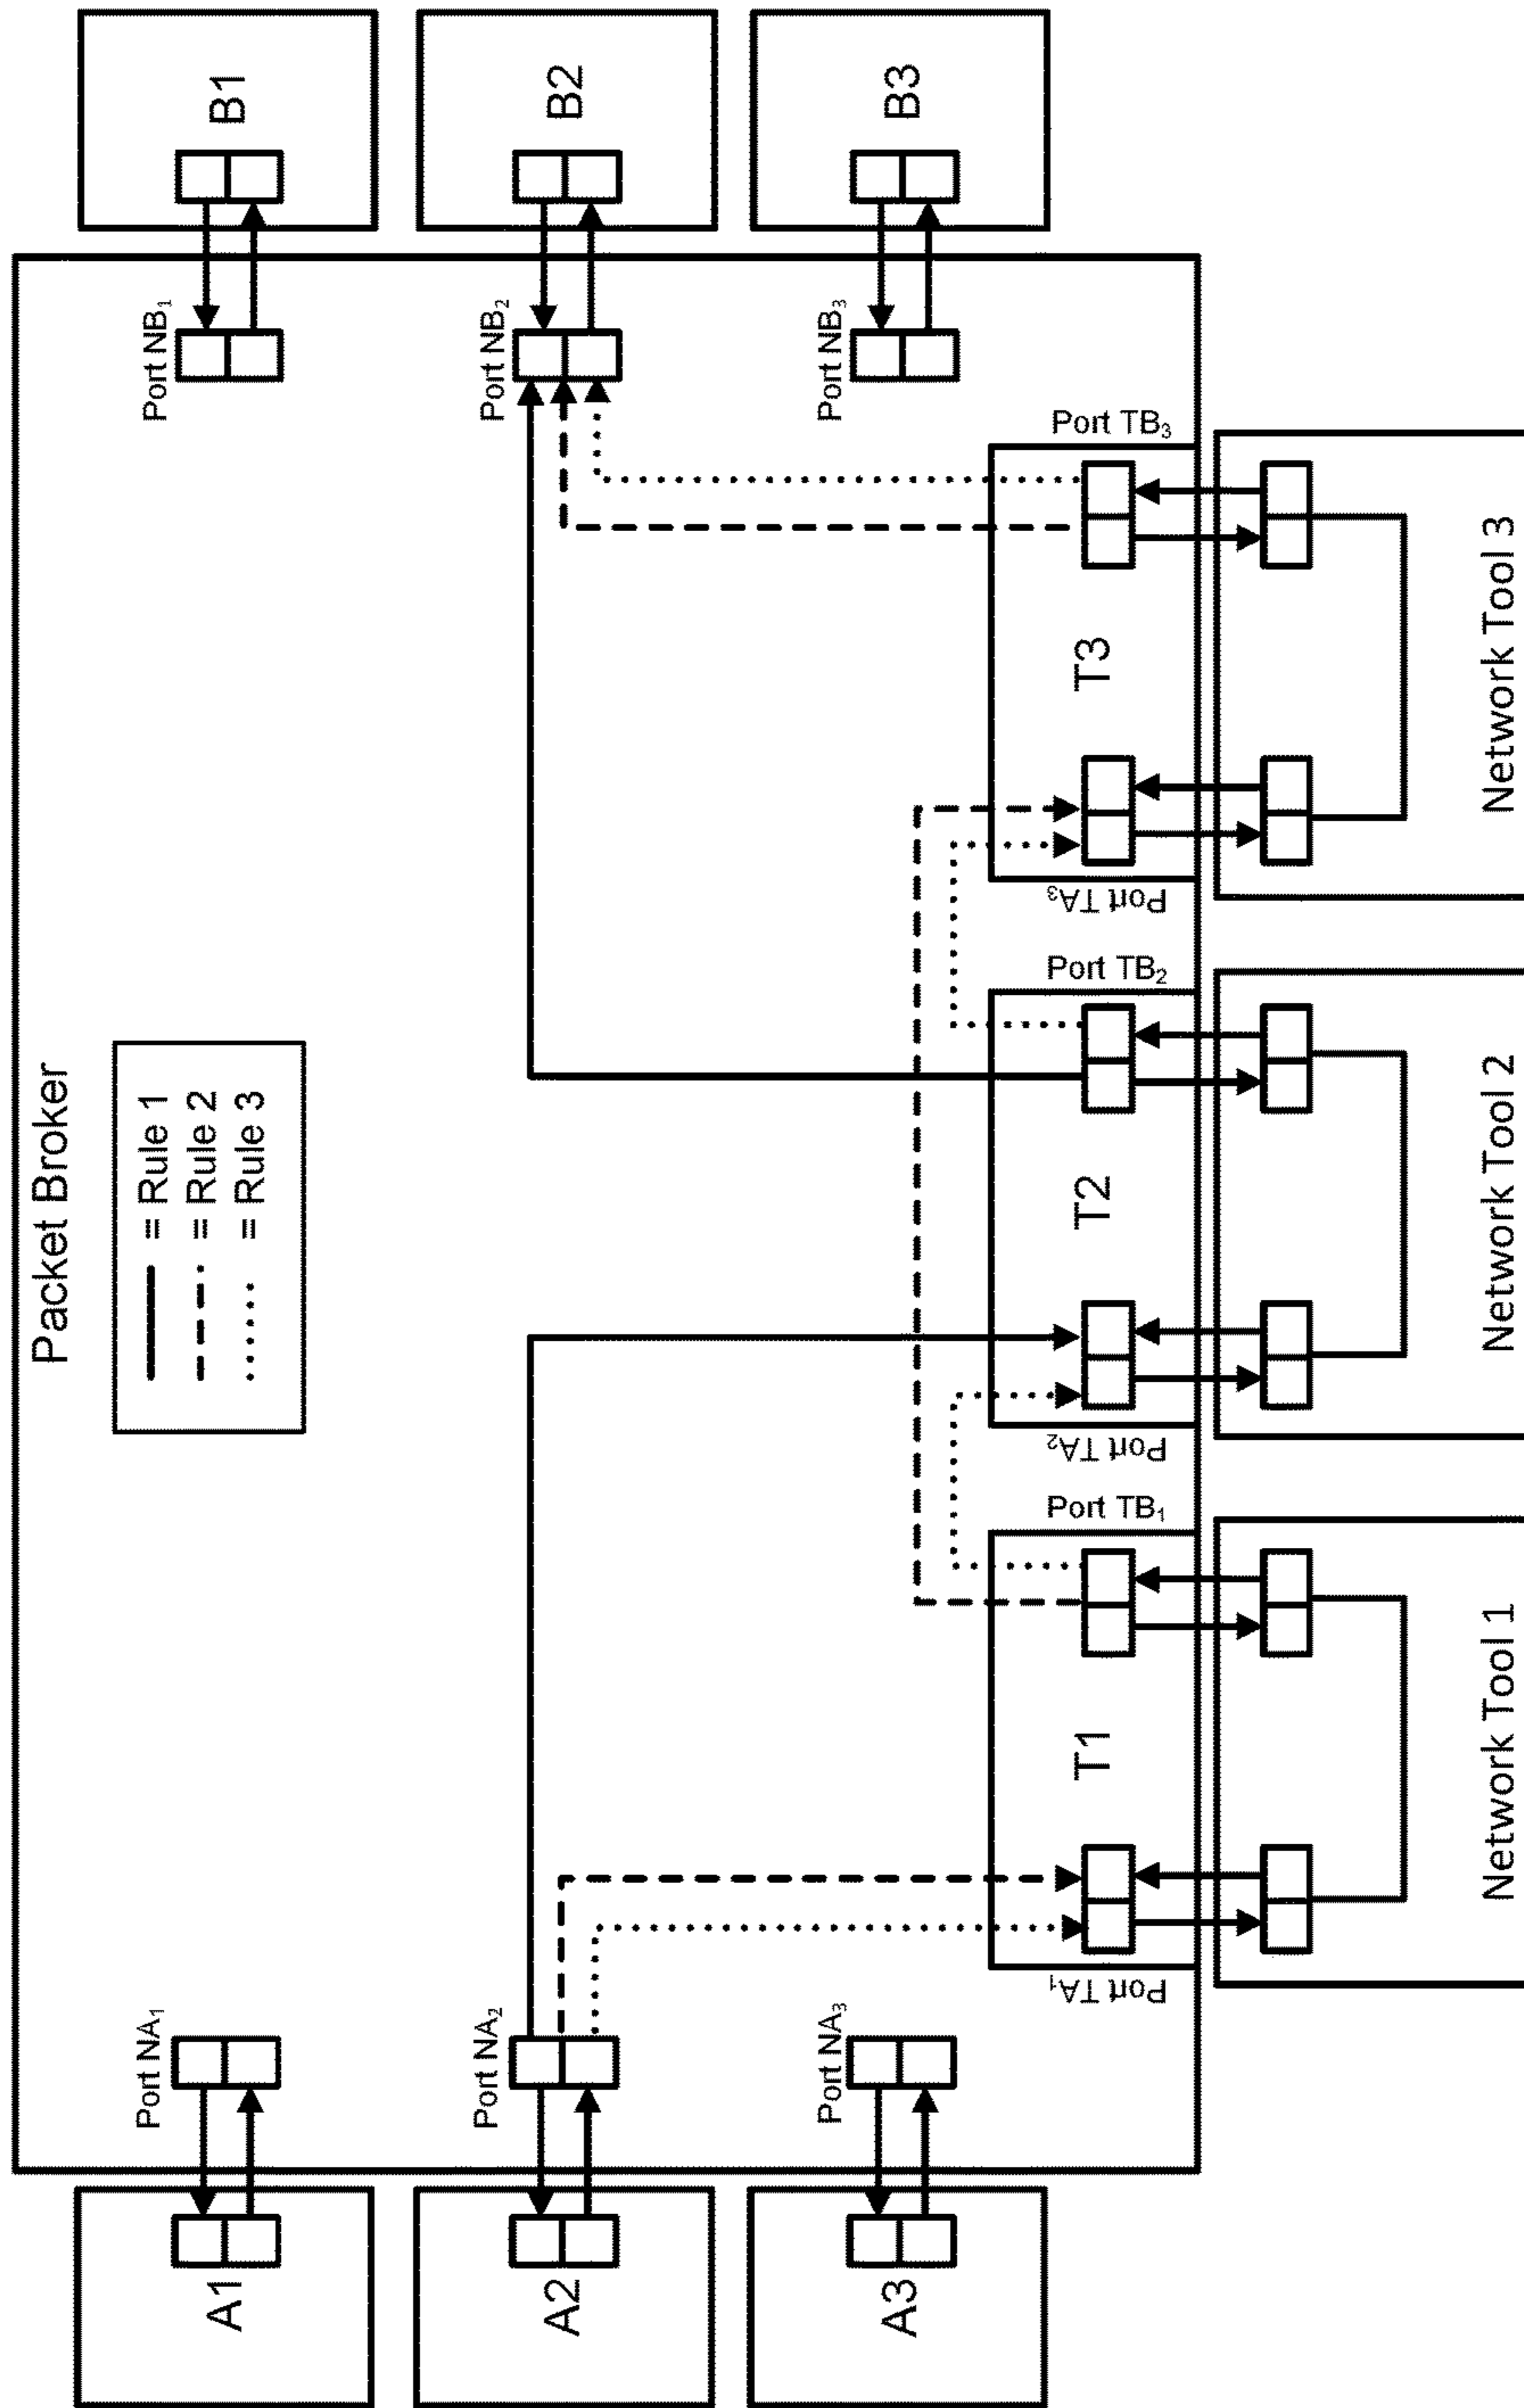 Packet Broker
= Rule 1
= Rule 2
= Rule 3
A1
Port NA₁
Port NB₁
B1
A2
Port NA₂
Port NB₂
B2
A3
Port NA₃
Port NB₃
B3
Port TA₁
T1
Port TB₁
Port TA₂
T2
Port TB₂
Port TA₃
T3
Port TB₃
Network Tool 1
Network Tool 2
Network Tool 3